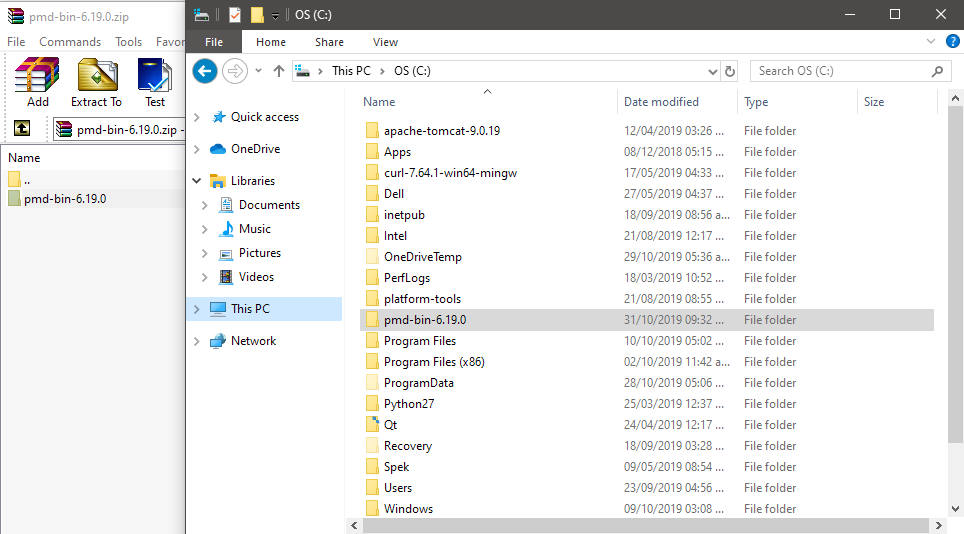 pmd-bin-6.19.0.zip
File Commands Tools Favor
Add Extract To Test
pmd-bin-6.19.0.zip -
Name
..
pmd-bin-6.19.0
OS (C:)
File Home Share View
This PC > OS (C:)
Search OS (C:)
Quick access
OneDrive
Libraries
Documents
Music
Pictures
Videos
This PC
Network
Name Date modified Type Size
apache-tomcat-9.0.19 12/04/2019 03:26 ... File folder
Apps 08/12/2018 05:15 ... File folder
curl-7.64.1-win64-mingw 17/05/2019 04:33 ... File folder
Dell 27/05/2019 04:37 ... File folder
inetpub 18/09/2019 08:56 a... File folder
Intel 21/08/2019 12:17 ... File folder
OneDriveTemp 29/10/2019 05:36 a... File folder
PerfLogs 18/03/2019 10:52 ... File folder
platform-tools 21/08/2019 08:55 ... File folder
pmd-bin-6.19.0 31/10/2019 09:32 ... File folder
Program Files 10/10/2019 05:02 ... File folder
Program Files (x86) 02/10/2019 11:42 a... File folder
ProgramData 28/10/2019 05:06 ... File folder
Python27 25/03/2019 12:37 ... File folder
Qt 24/04/2019 12:17 ... File folder
Recovery 18/09/2019 03:28 ... File folder
Spek 09/05/2019 08:54 ... File folder
Users 23/09/2019 04:56 ... File folder
Windows 09/10/2019 03:08 ... File folder